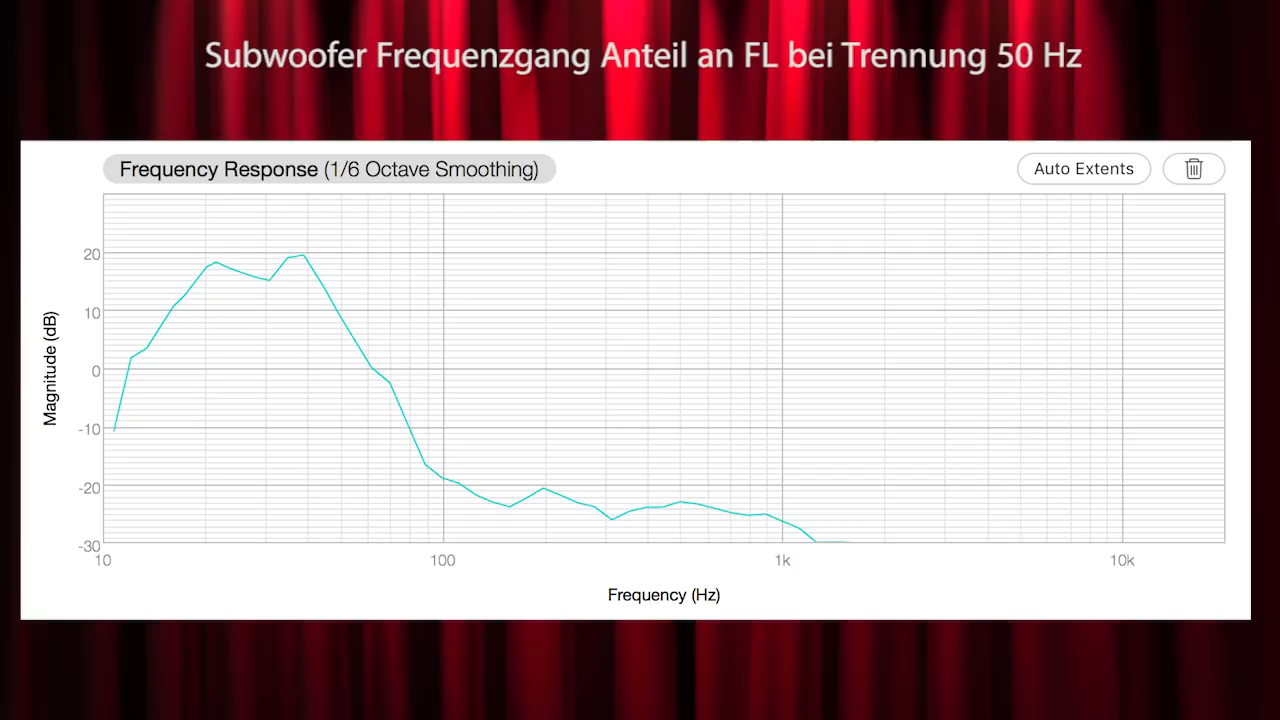 Subwoofer Frequenzgang Anteil an FL bei Trennung 50 Hz
Frequency Response (1/6 Octave Smoothing)
Auto Extents
Magnitude (dB)
20
10
0
-10
-20
-30
10
100
1k
10k
Frequency (Hz)